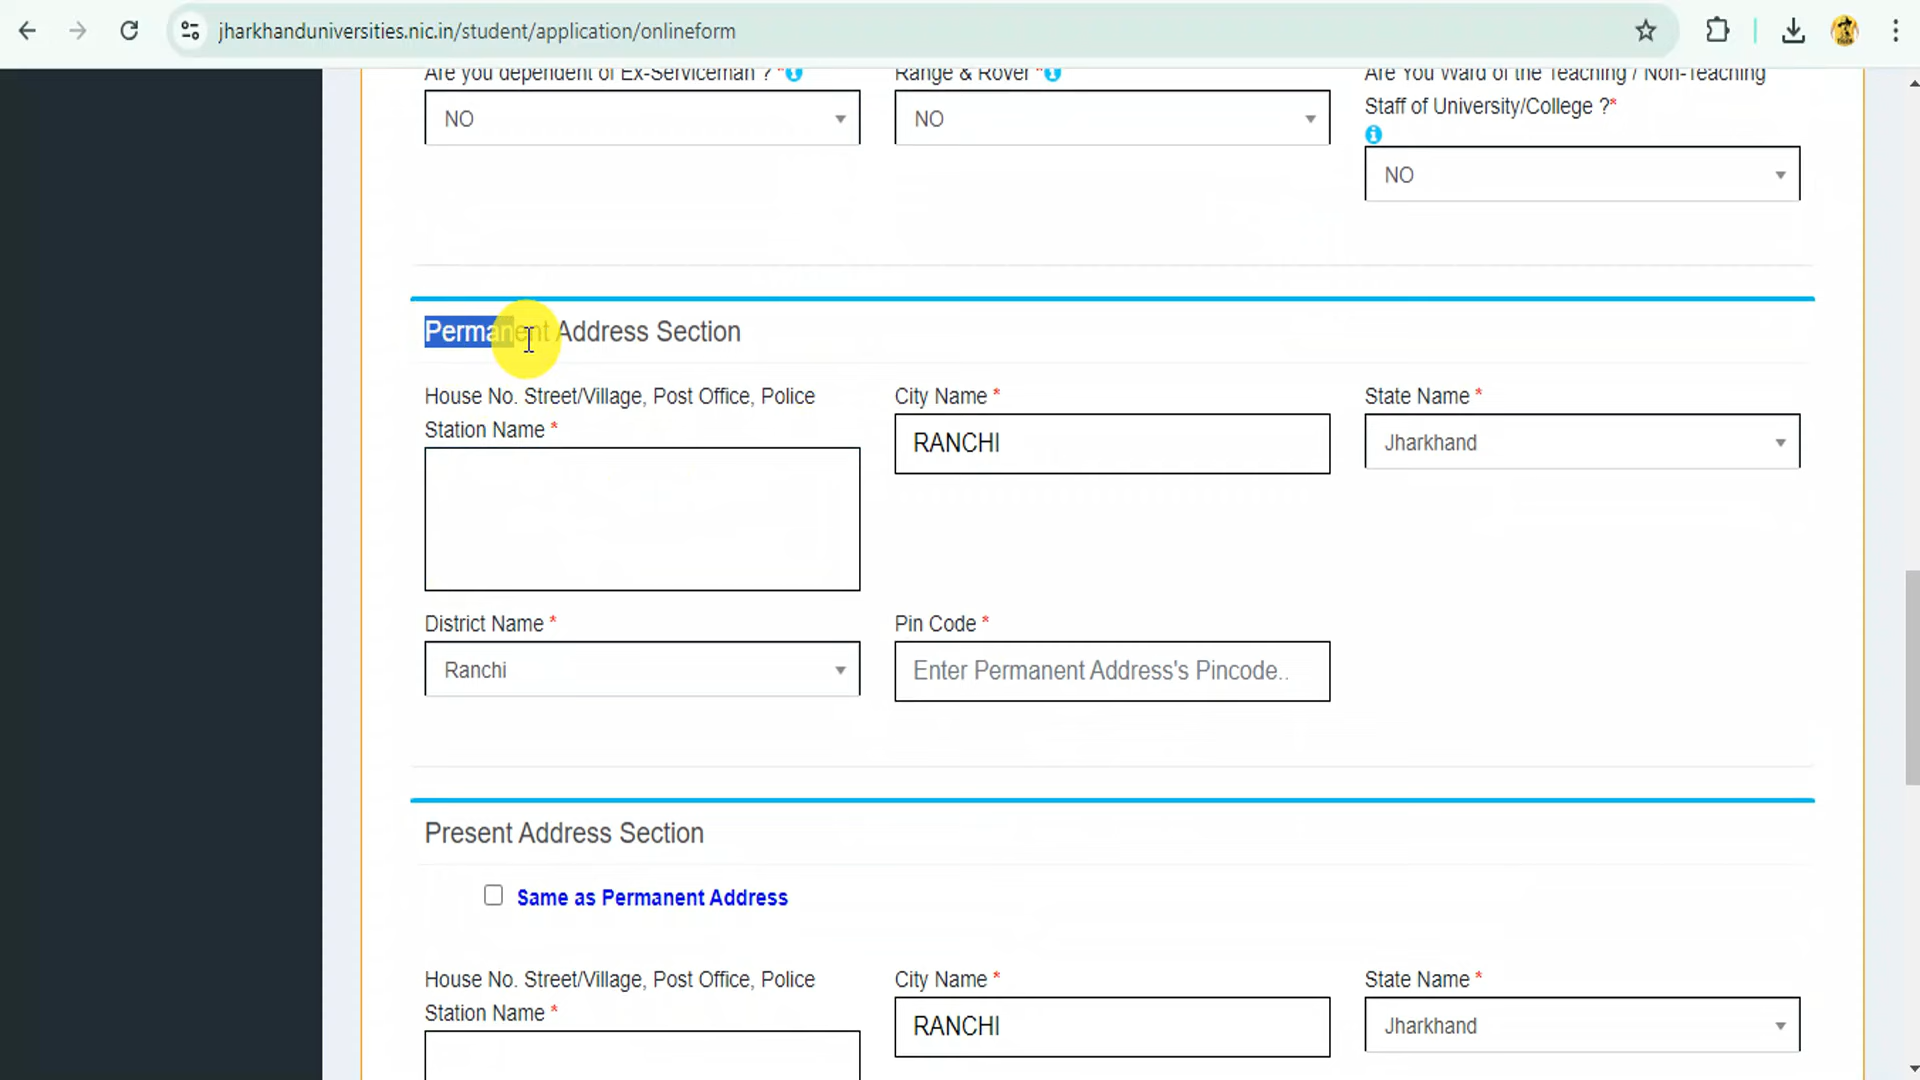 jharkhanduniversities.nic.in/student/application/onlineform
Are you dependent of Ex-Serviceman ? *
Range & Rover *
Are You Ward of the Teaching / Non-Teaching
Staff of University/College ?*
NO
NO
NO
Permanent Address Section
House No. Street/Village, Post Office, Police
Station Name *
City Name *
RANCHI
State Name *
Jharkhand
District Name *
Ranchi
Pin Code *
Enter Permanent Address's Pincode..
Present Address Section
Same as Permanent Address
House No. Street/Village, Post Office, Police
Station Name *
City Name *
RANCHI
State Name *
Jharkhand